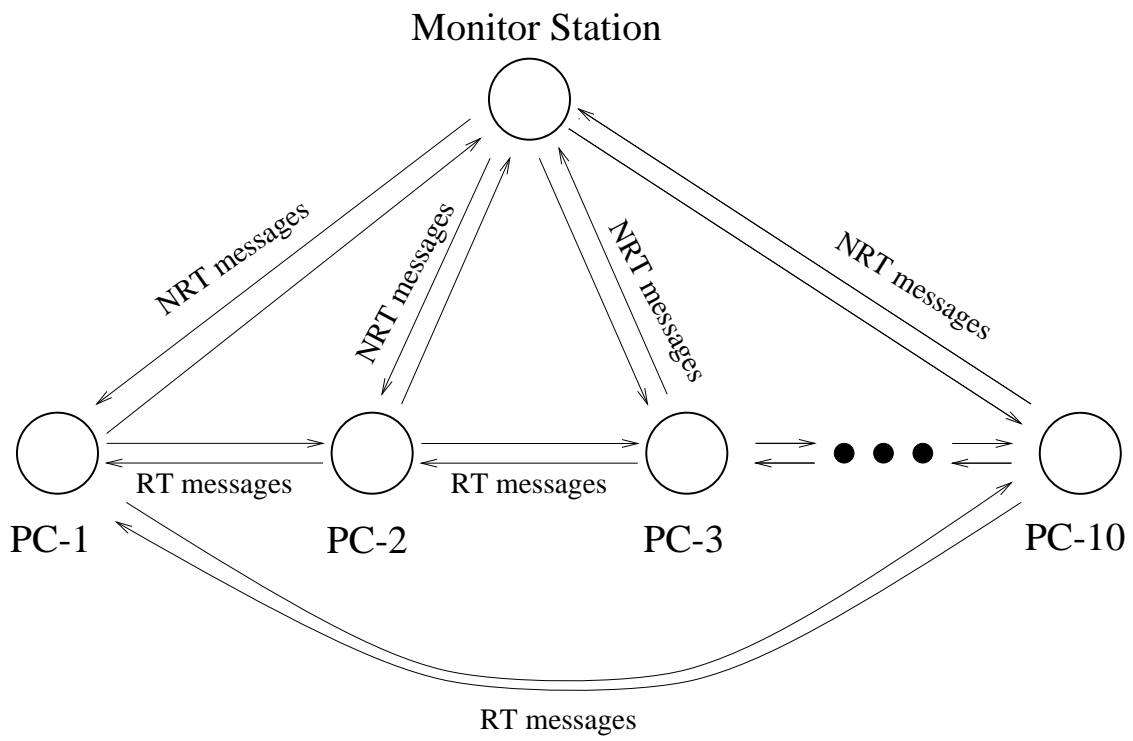 Monitor Station
NRT messages
NRT messages
NRT messages
NRT messages
RT messages
RT messages
PC-1
PC-2
PC-3
PC-10
RT messages